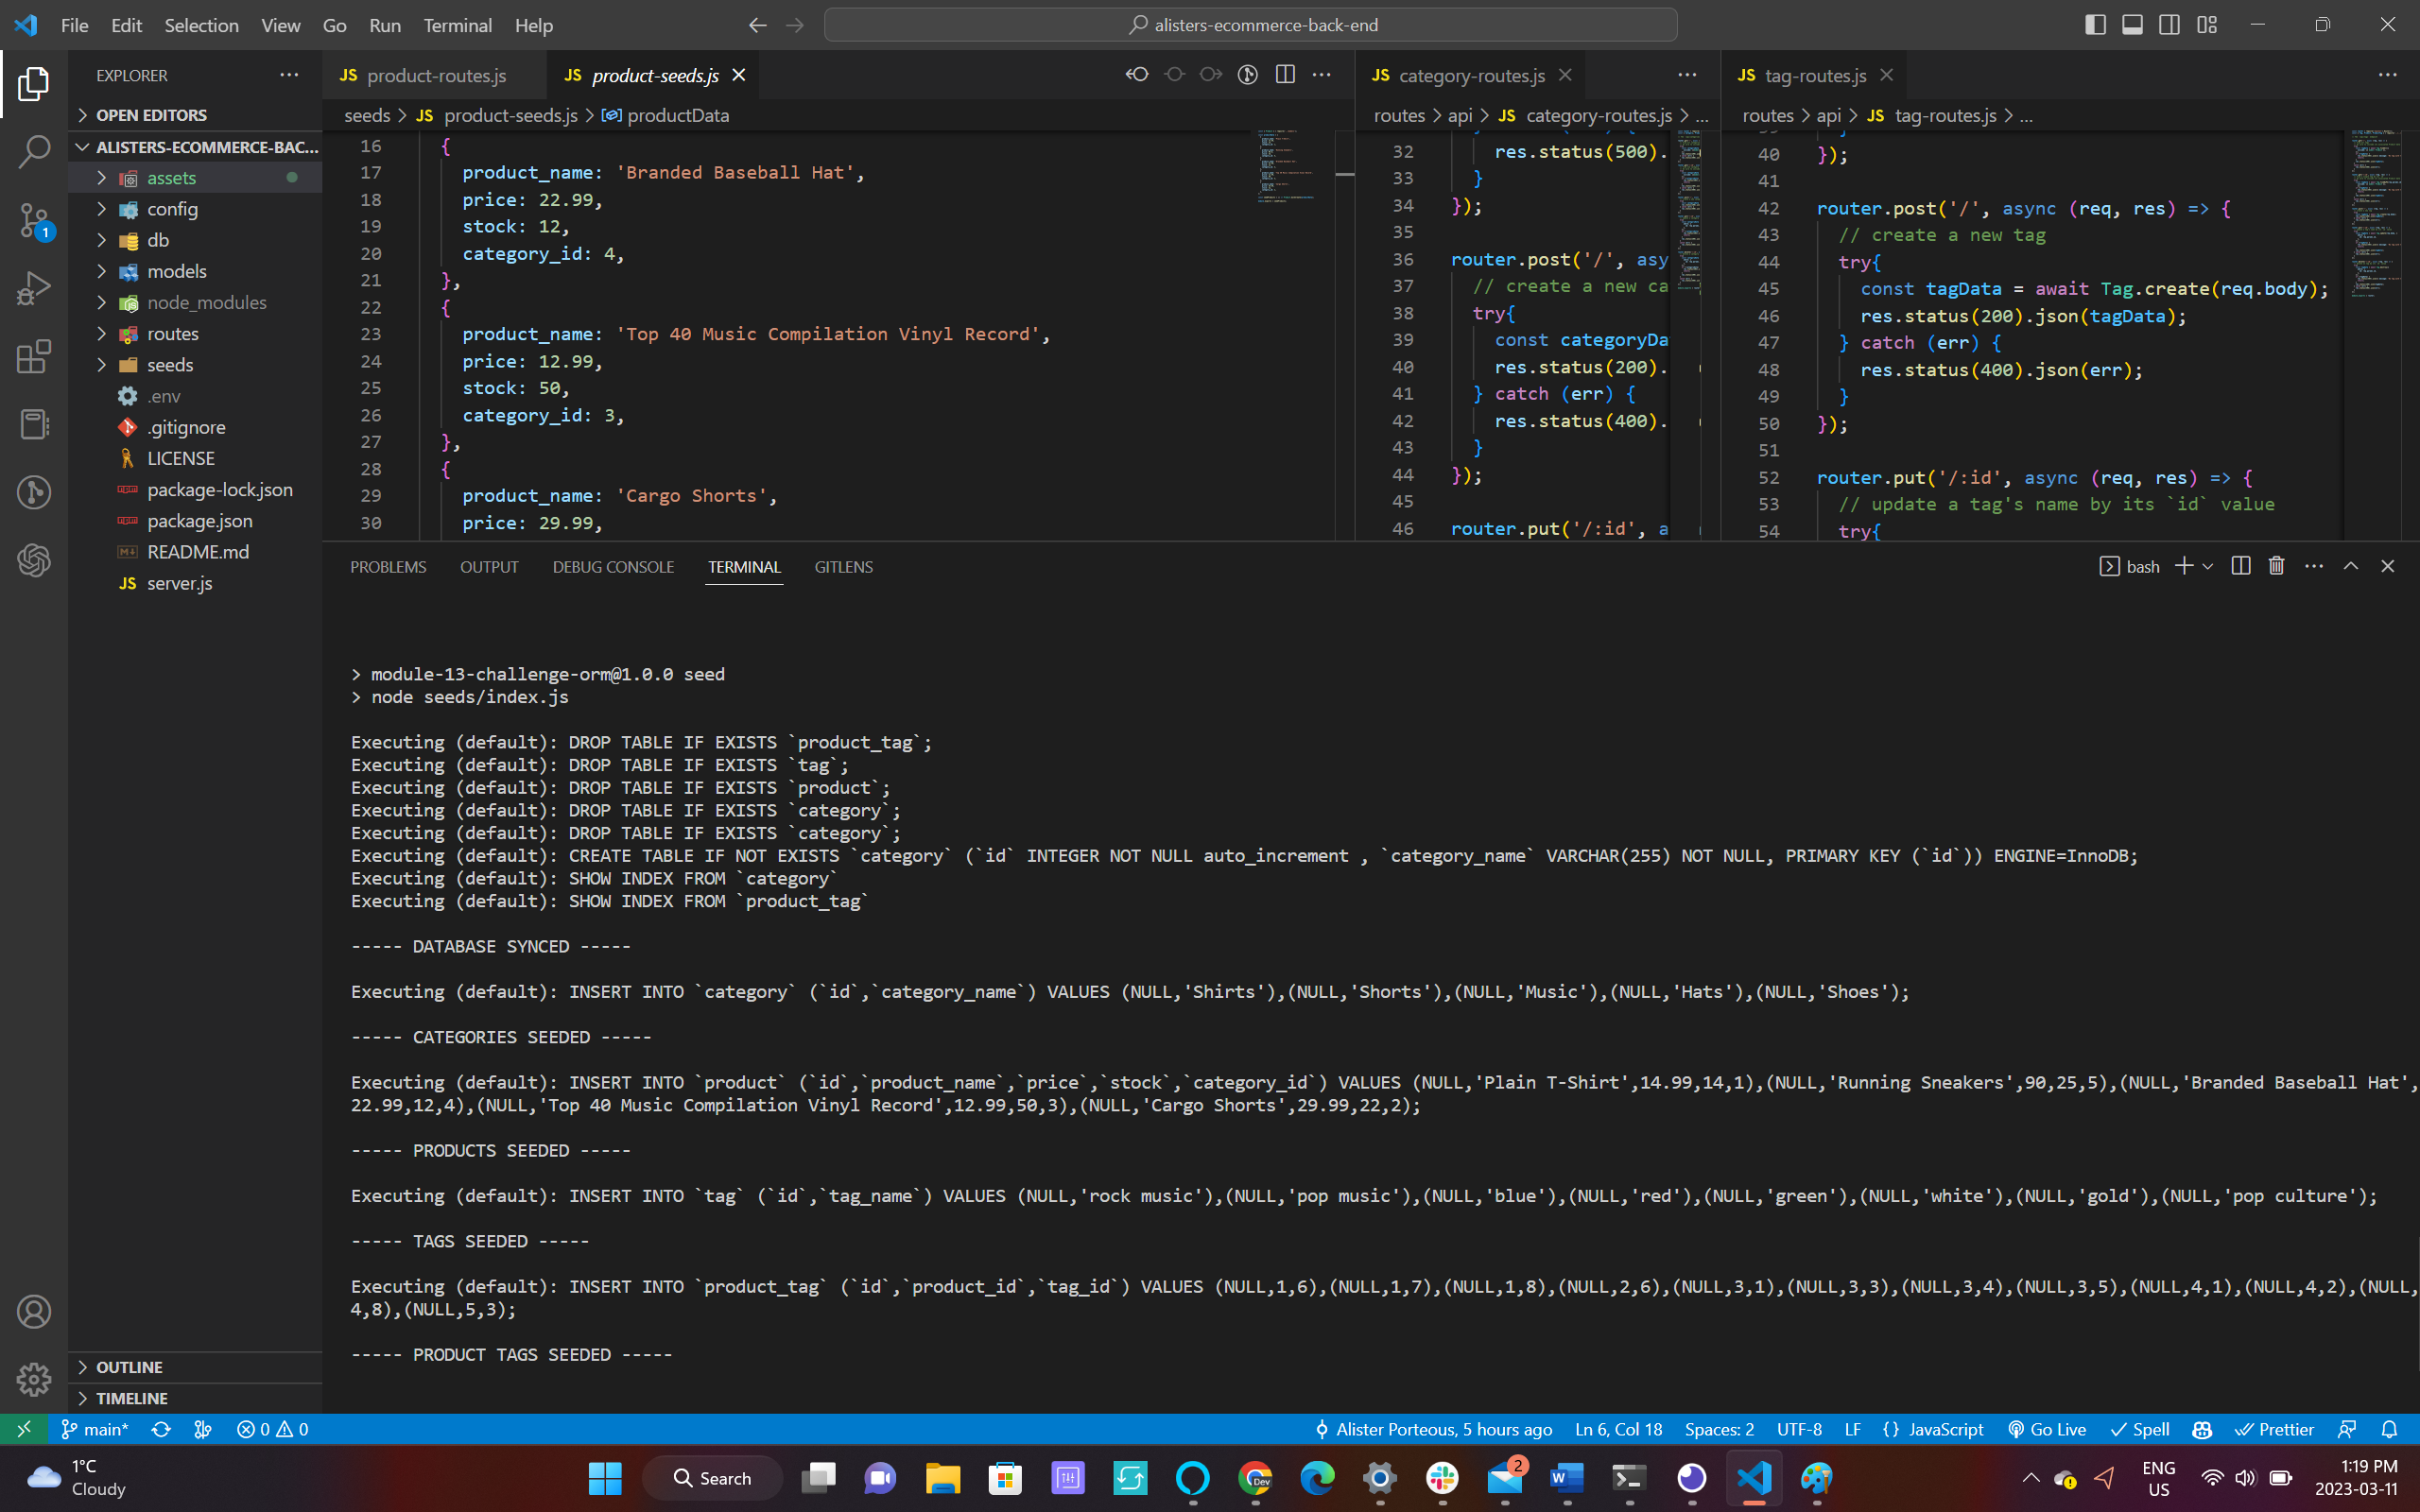 File Edit Selection View Go Run Terminal Help
alisters-ecommerce-back-end
EXPLORER
OPEN EDITORS
ALISTERS-ECOMMERCE-BAC...
assets
config
db
models
node_modules
routes
seeds
.env
.gitignore
LICENSE
package-lock.json
package.json
README.md
JS server.js
OUTLINE
TIMELINE
1
JS product-routes.js
JS product-seeds.js
seeds > JS product-seeds.js > productData
16 {
17 product_name: 'Branded Baseball Hat',
18 price: 22.99,
19 stock: 12,
20 category_id: 4,
21 },
22 {
23 product_name: 'Top 40 Music Compilation Vinyl Record',
24 price: 12.99,
25 stock: 50,
26 category_id: 3,
27 },
28 {
29 product_name: 'Cargo Shorts',
30 price: 29.99,
JS category-routes.js
routes > api > JS category-routes.js > ...
32 res.status(500).
33 }
34 });
35
36 router.post('/', asy
37 // create a new ca
38 try{
39 const categoryDa
40 res.status(200).
41 } catch (err) {
42 res.status(400).
43 }
44 });
45
46 router.put('/:id', a
JS tag-routes.js
routes > api > JS tag-routes.js > ...
40 });
41
42 router.post('/', async (req, res) => {
43 // create a new tag
44 try{
45 const tagData = await Tag.create(req.body);
46 res.status(200).json(tagData);
47 } catch (err) {
48 res.status(400).json(err);
49 }
50 });
51
52 router.put('/:id', async (req, res) => {
53 // update a tag's name by its `id` value
54 try{
PROBLEMS OUTPUT DEBUG CONSOLE TERMINAL GITLENS
bash
> module-13-challenge-orm@1.0.0 seed
> node seeds/index.js
Executing (default): DROP TABLE IF EXISTS `product_tag`;
Executing (default): DROP TABLE IF EXISTS `tag`;
Executing (default): DROP TABLE IF EXISTS `product`;
Executing (default): DROP TABLE IF EXISTS `category`;
Executing (default): DROP TABLE IF EXISTS `category`;
Executing (default): CREATE TABLE IF NOT EXISTS `category` (`id` INTEGER NOT NULL auto_increment , `category_name` VARCHAR(255) NOT NULL, PRIMARY KEY (`id`)) ENGINE=InnoDB;
Executing (default): SHOW INDEX FROM `category`
Executing (default): SHOW INDEX FROM `product_tag`
----- DATABASE SYNCED -----
Executing (default): INSERT INTO `category` (`id`,`category_name`) VALUES (NULL,'Shirts'),(NULL,'Shorts'),(NULL,'Music'),(NULL,'Hats'),(NULL,'Shoes');
----- CATEGORIES SEEDED -----
Executing (default): INSERT INTO `product` (`id`,`product_name`,`price`,`stock`,`category_id`) VALUES (NULL,'Plain T-Shirt',14.99,14,1),(NULL,'Running Sneakers',90,25,5),(NULL,'Branded Baseball Hat',
22.99,12,4),(NULL,'Top 40 Music Compilation Vinyl Record',12.99,50,3),(NULL,'Cargo Shorts',29.99,22,2);
----- PRODUCTS SEEDED -----
Executing (default): INSERT INTO `tag` (`id`,`tag_name`) VALUES (NULL,'rock music'),(NULL,'pop music'),(NULL,'blue'),(NULL,'red'),(NULL,'green'),(NULL,'white'),(NULL,'gold'),(NULL,'pop culture');
----- TAGS SEEDED -----
Executing (default): INSERT INTO `product_tag` (`id`,`product_id`,`tag_id`) VALUES (NULL,1,6),(NULL,1,7),(NULL,1,8),(NULL,2,6),(NULL,3,1),(NULL,3,3),(NULL,3,4),(NULL,3,5),(NULL,4,1),(NULL,4,2),(NULL,
4,8),(NULL,5,3);
----- PRODUCT TAGS SEEDED -----
main* 0 0 Alister Porteous, 5 hours ago Ln 6, Col 18 Spaces: 2 UTF-8 LF {} JavaScript Go Live Spell Prettier
1°C
Cloudy
Search
Dev
2
ENG
US
1:19 PM
2023-03-11